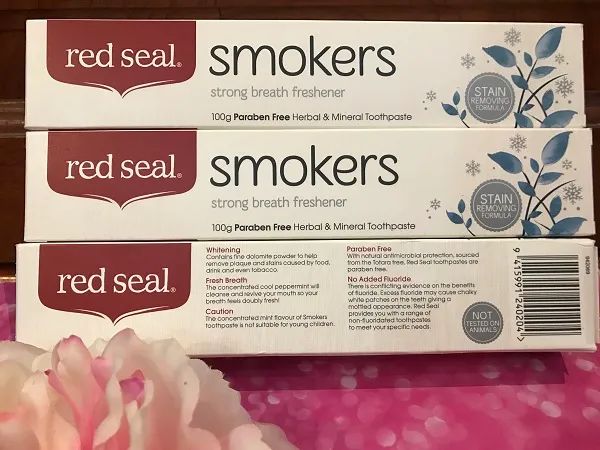 red seal®
smokers
strong breath freshener
100g Paraben Free Herbal & Mineral Toothpaste
STAIN
REMOVING
FORMULA
red seal®
smokers
strong breath freshener
100g Paraben Free Herbal & Mineral Toothpaste
STAIN
REMOVING
FORMULA
red seal®
Whitening
Contains fine dolomite powder to help
remove plaque and stains caused by food,
drink and even tobacco.
Fresh Breath
The concentrated cool peppermint will
cleanse and revive your mouth so your
breath feels doubly fresh!
Caution
The concentrated mint flavour of Smokers
toothpaste is not suitable for young children.
Paraben Free
With natural antimicrobial protection, sourced
from the Totara tree, Red Seal toothpastes are
paraben free.
No Added Fluoride
There is conflicting evidence on the benefits
of fluoride. Excess fluoride may cause chalky
white patches on the teeth giving a
mottled appearance. Red Seal
provides you with a range of
non-fluoridated toothpastes
to meet your specific needs.
NOT
TESTED ON
ANIMALS
9 415991 240204>